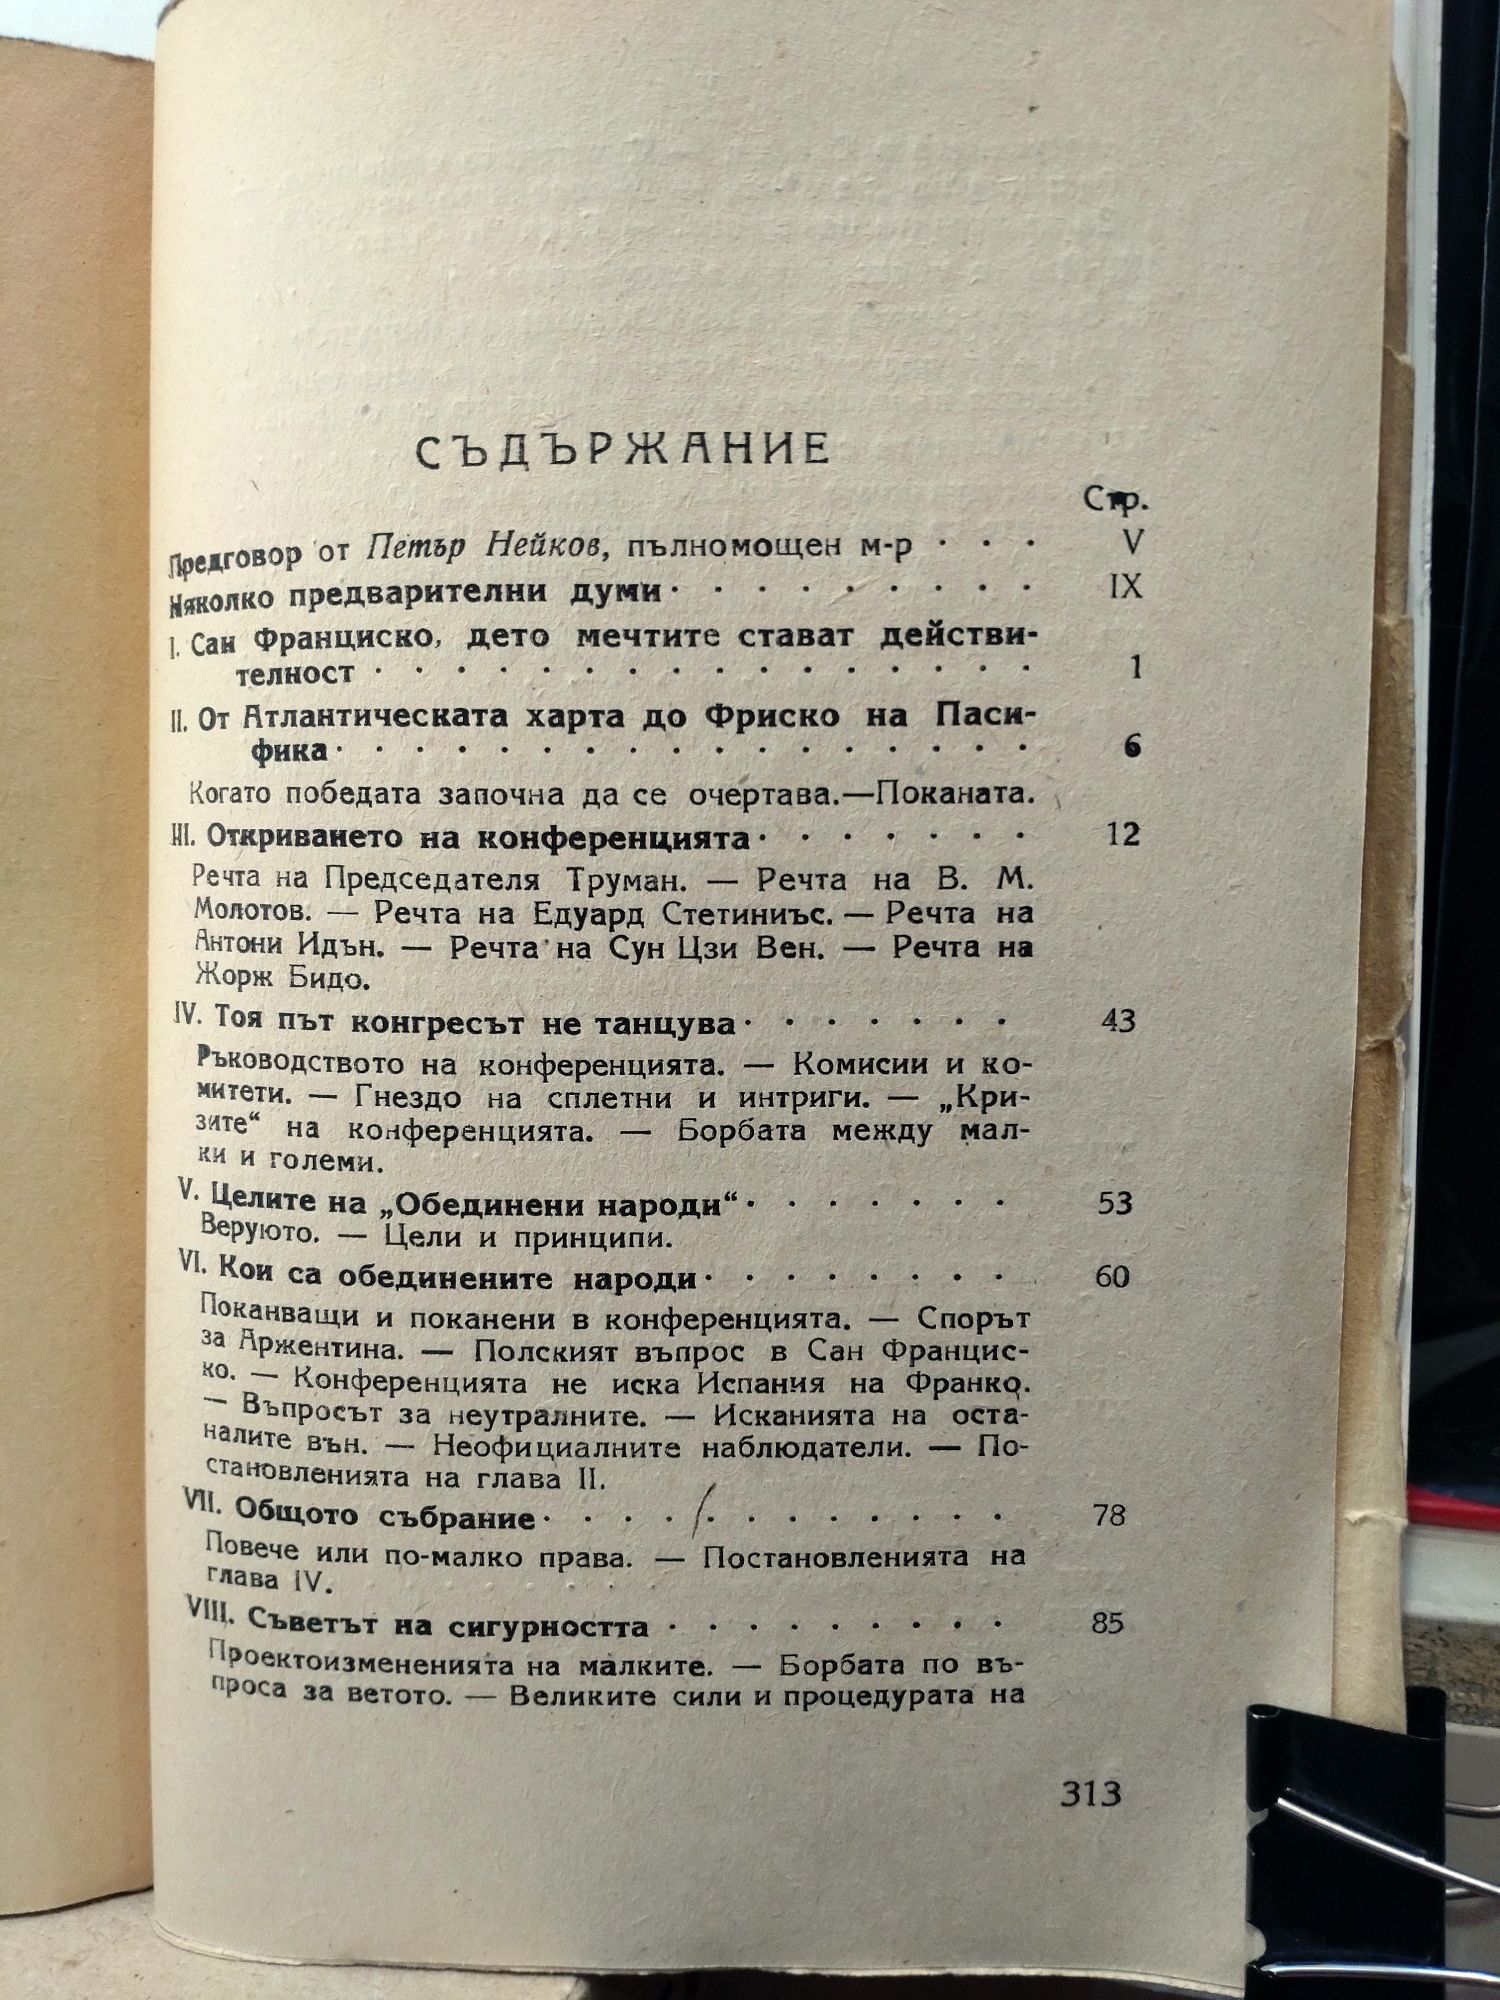 СЪДЪРЖАНИЕ
Стр.
Предговор от Петър Нейков, пълномощен м-р · · · V
Няколко предварителни думи · · · · · · · · · IX
I. Сан Франциско, дето мечтите стават действи-
телност · · · · · · · · · · · · · · · · 1
II. От Атлантическата харта до Фриско на Паси-
фика · · · · · · · · · · · · · · · · · 6
Когато победата започна да се очертава.—Поканата.
III. Откриването на конференцията · · · · · · · 12
Речта на Председателя Труман. — Речта на В. М.
Молотов. — Речта на Едуард Стетиниъс. — Речта на
Антони Идън. — Речта на Сун Цзи Вен. — Речта на
Жорж Бидо.
IV. Тоя път конгресът не танцува · · · · · · · 43
Ръководството на конференцията. — Комисии и ко-
митети. — Гнездо на сплетни и интриги. — „Кри-
зите“ на конференцията. — Борбата между мал-
ки и големи.
V. Целите на „Обединени народи“ · · · · · · · 53
Веруюто. — Цели и принципи.
VI. Кои са обединените народи · · · · · · · · 60
Поканващи и поканени в конференцията. — Спорът
за Аржентина. — Полският въпрос в Сан Францис-
ко. — Конференцията не иска Испания на Франко.
— Въпросът за неутралните. — Исканията на оста-
налите вън. — Неофициалните наблюдатели. — По-
становленията на глава II.
VII. Общото събрание · · · · · · · · · · · · 78
Повече или по-малко права. — Постановленията на
глава IV.
VIII. Съветът на сигурността · · · · · · · · · 85
Проектоизмененията на малките. — Борбата по въ-
проса за ветото. — Великите сили и процедурата на
313